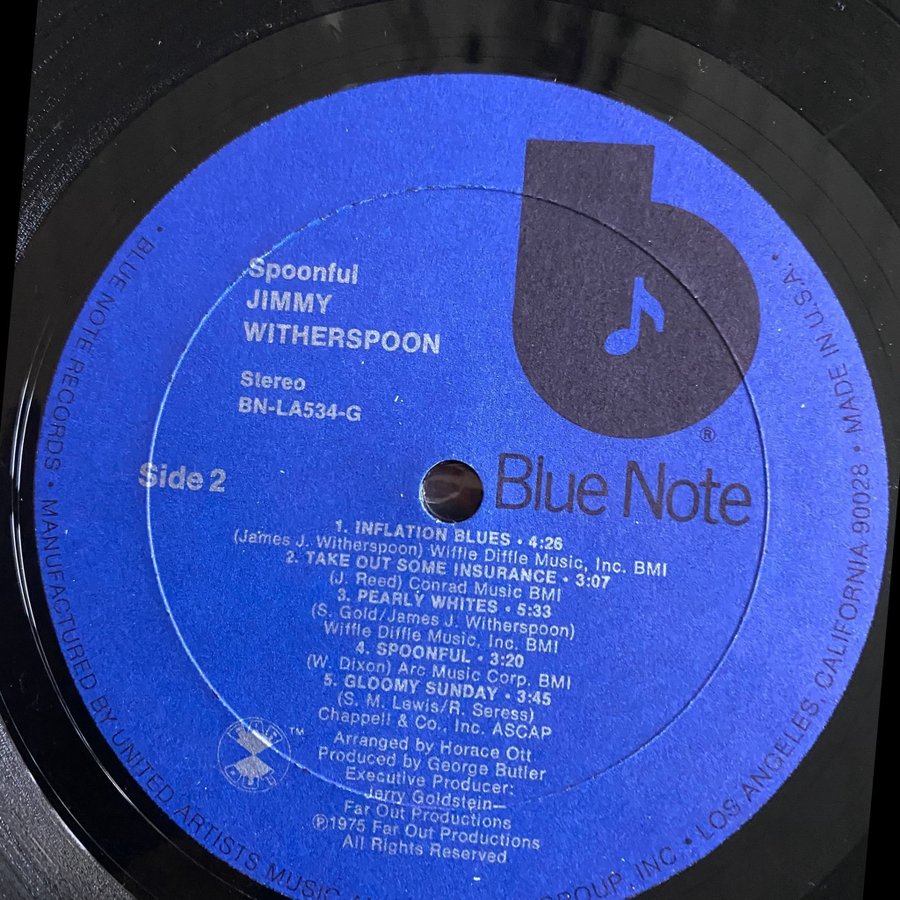 Spoonful
JIMMY
WITHERSPOON
Stereo
BN-LA534-G
Side 2
®
Blue Note
1. INFLATION BLUES • 4:26
(James J. Witherspoon) Wiffle Diffle Music, Inc. BMI
2. TAKE OUT SOME INSURANCE • 3:07
(J. Reed) Conrad Music BMI
3. PEARLY WHITES • 5:33
(S. Gold/James J. Witherspoon)
Wiffle Diffle Music, Inc. BMI
4. SPOONFUL • 3:20
(W. Dixon) Arc Music Corp. BMI
5. GLOOMY SUNDAY • 3:45
(S. M. Lewis/R. Seress)
Chappell & Co., Inc. ASCAP
Arranged by Horace Ott
Produced by George Butler
Executive Producer:
Jerry Goldstein—
Far Out Productions
℗1975 Far Out Productions
All Rights Reserved
TM
• BLUE NOTE RECORDS • MANUFACTURED BY UNITED ARTISTS MUSIC GROUP, INC. • LOS ANGELES, CALIFORNIA 90028 • MADE IN U.S.A. •